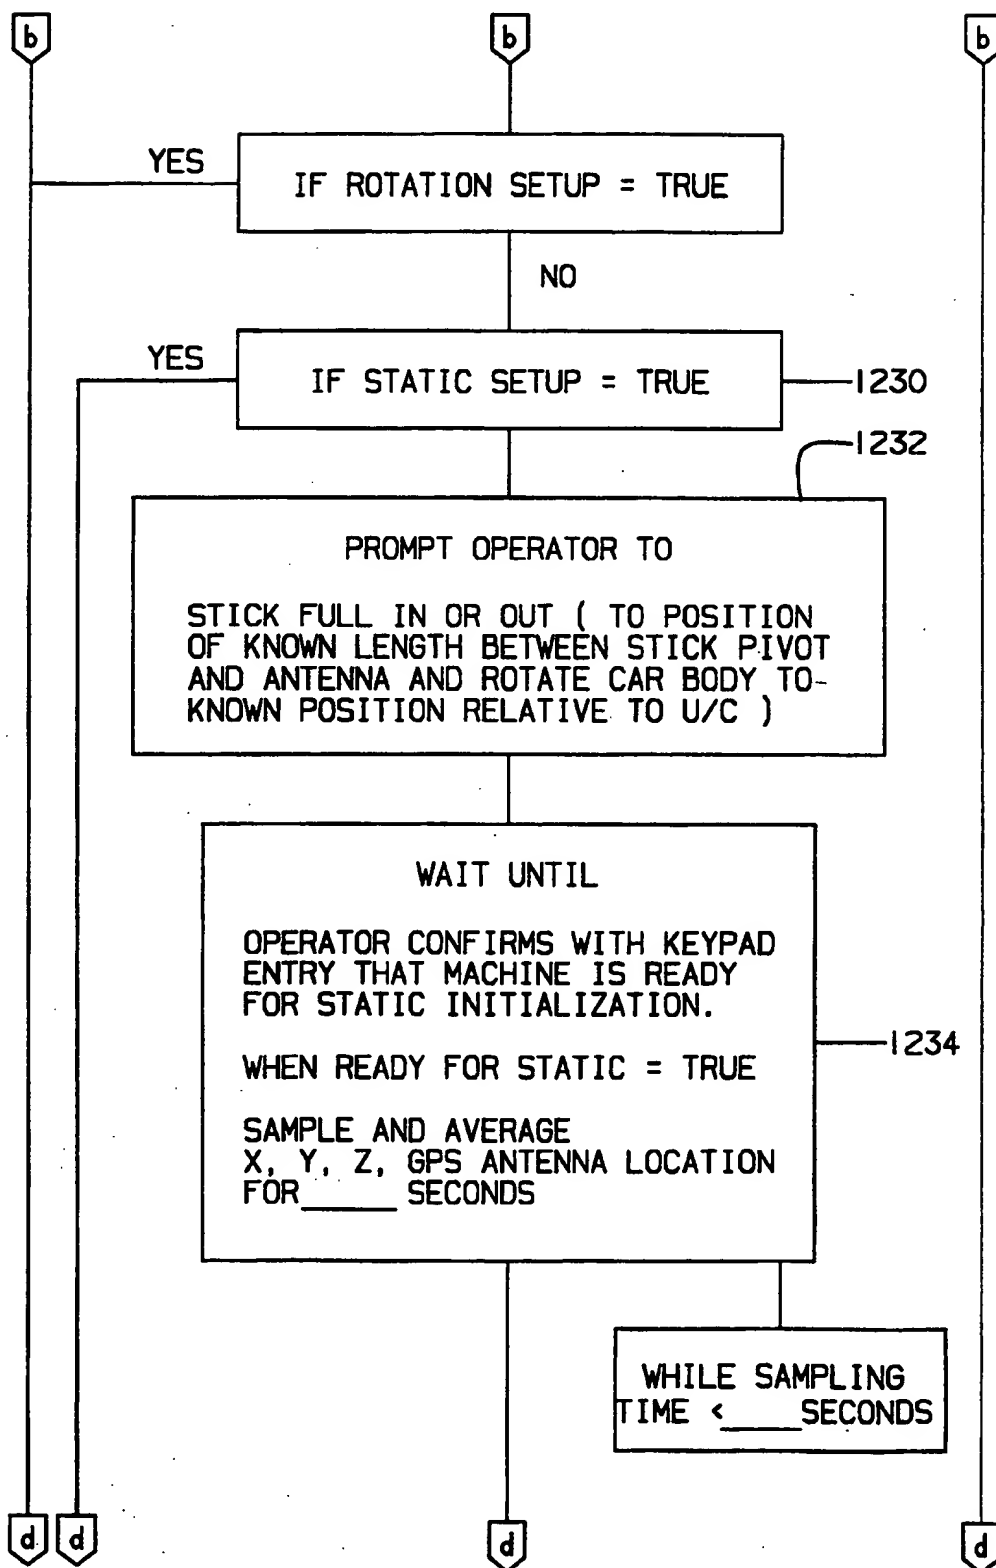 b b b
YES
IF ROTATION SETUP = TRUE
NO
YES
IF STATIC SETUP = TRUE
1230
1232
PROMPT OPERATOR TO
STICK FULL IN OR OUT ( TO POSITION
OF KNOWN LENGTH BETWEEN STICK PIVOT
AND ANTENNA AND ROTATE CAR BODY TO-
KNOWN POSITION RELATIVE TO U/C )
WAIT UNTIL
OPERATOR CONFIRMS WITH KEYPAD
ENTRY THAT MACHINE IS READY
FOR STATIC INITIALIZATION.
1234
WHEN READY FOR STATIC = TRUE
SAMPLE AND AVERAGE
X, Y, Z, GPS ANTENNA LOCATION
FOR_____ SECONDS
WHILE SAMPLING
TIME <____SECONDS
d d d d